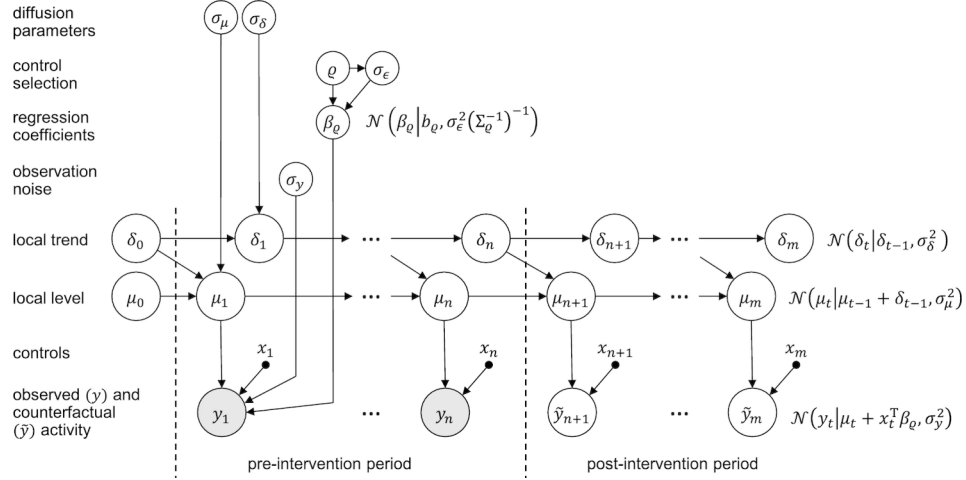 diffusion
parameters
σ_μ σ_δ
control
selection
ϱ σ_ϵ
regression
coefficients
β_ϱ 𝒩(β_ϱ|b_ϱ, σ_ϵ^2(Σ_ϱ^{-1})^{-1})
observation
noise
σ_y
local trend δ_0 δ_1 ... δ_n δ_{n+1} ... δ_m 𝒩(δ_t|δ_{t-1}, σ_δ^2)
local level μ_0 μ_1 ... μ_n μ_{n+1} ... μ_m 𝒩(μ_t|μ_{t-1} + δ_{t-1}, σ_μ^2)
controls x_1 x_n x_{n+1} x_m
observed (y) and
counterfactual
(ỹ) activity
y_1 ... y_n ỹ_{n+1} ... ỹ_m 𝒩(y_t|μ_t + x_t^T β_ϱ, σ_y^2)
pre-intervention period post-intervention period